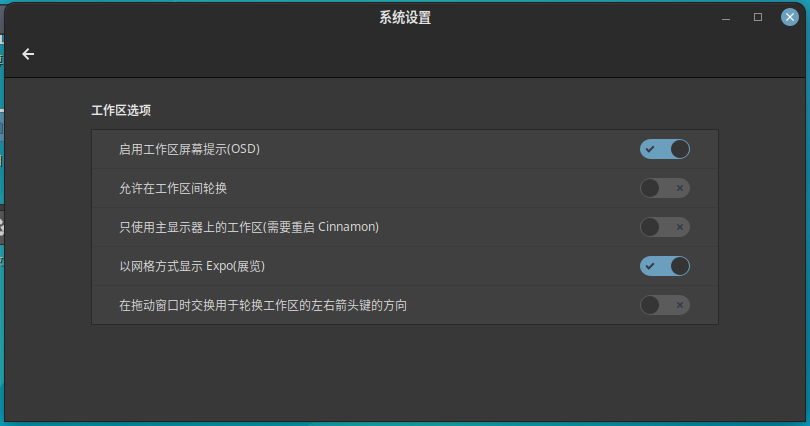 系统设置
工作区选项
启用工作区屏幕提示(OSD)
允许在工作区间轮换
只使用主显示器上的工作区(需要重启 Cinnamon)
以网格方式显示 Expo(展览)
在拖动窗口时交换用于轮换工作区的左右箭头键的方向